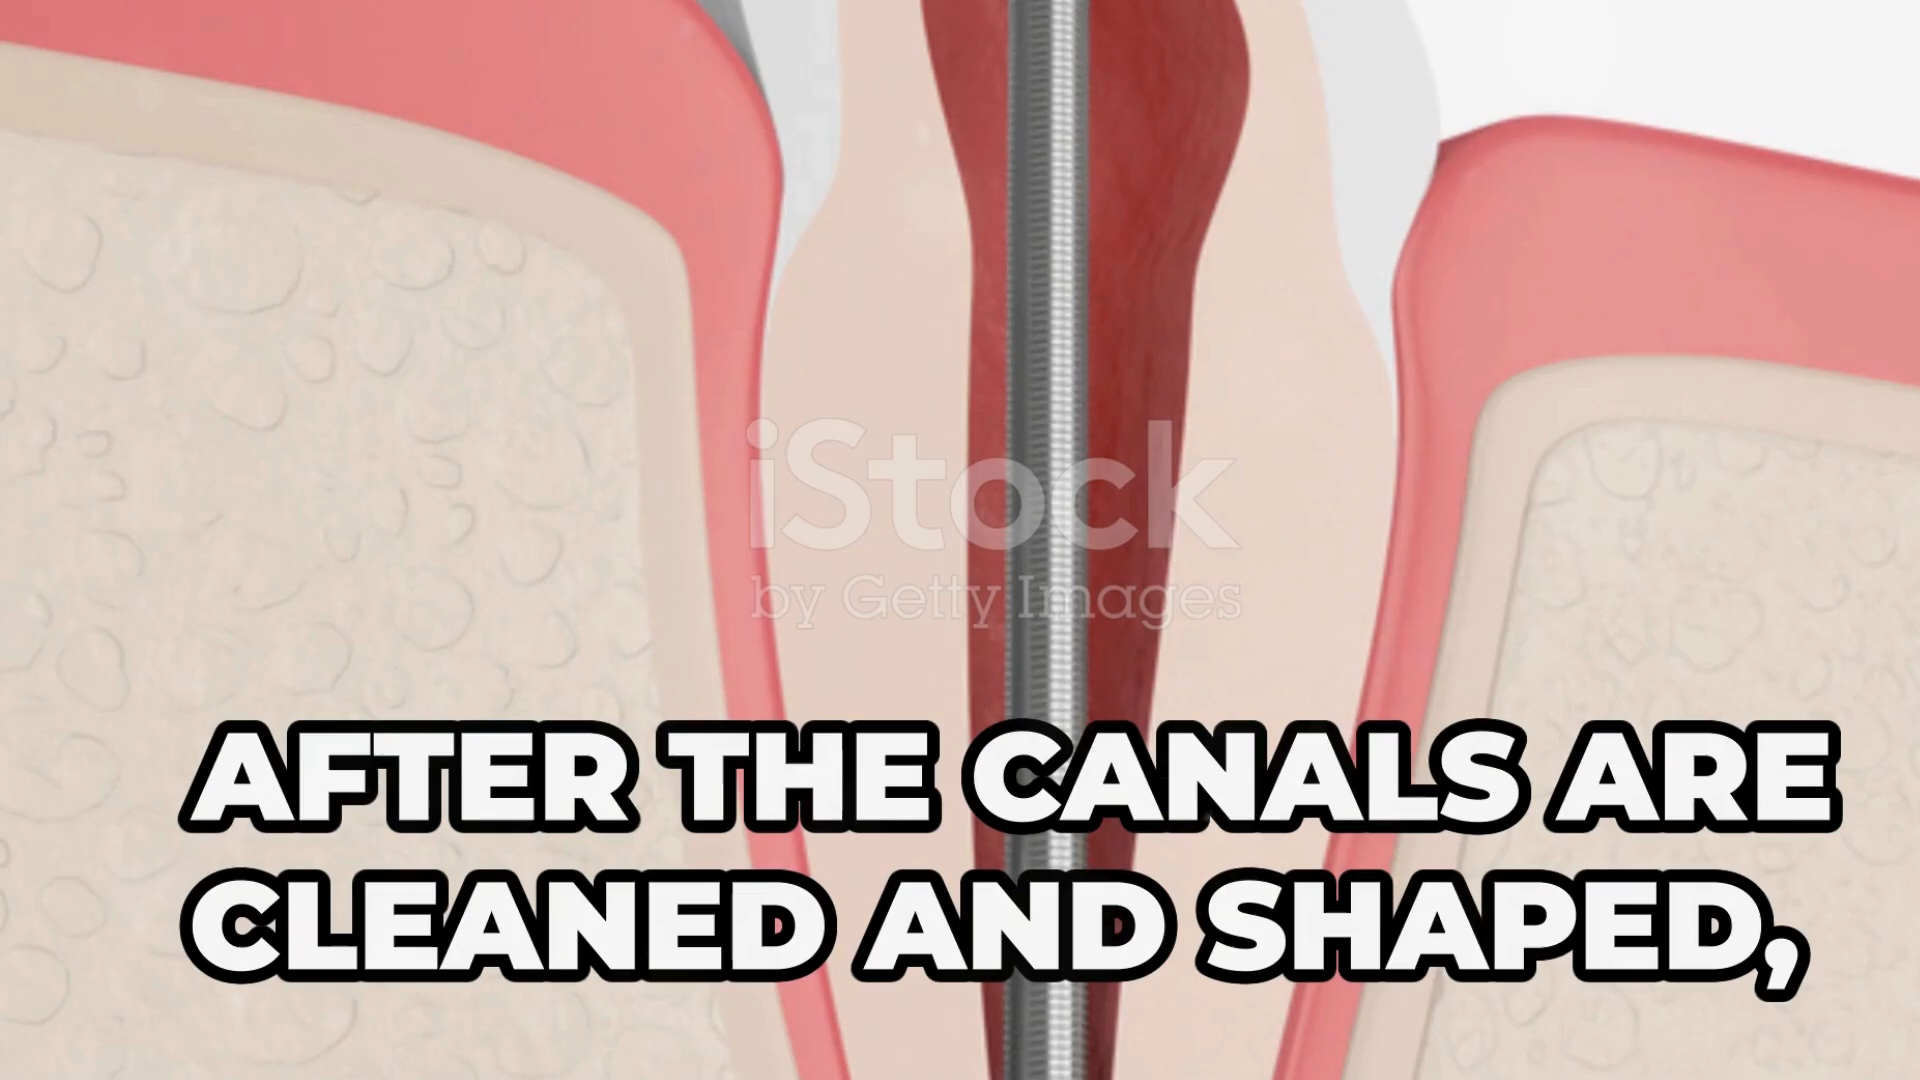 iStock
by Getty Images
AFTER THE CANALS ARE
CLEANED AND SHAPED,